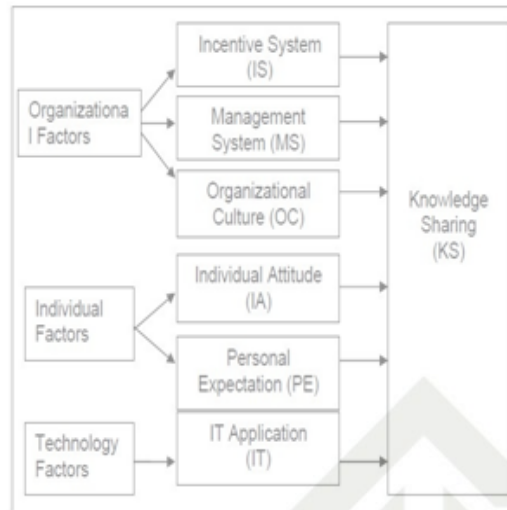 Incentive System
(IS)
Organizationa
l Factors
Management
System (MS)
Organizational
Culture (OC)
Knowledge
Sharing
(KS)
Individual Attitude
(IA)
Individual
Factors
Personal
Expectation (PE)
Technology
Factors
IT Application
(IT)